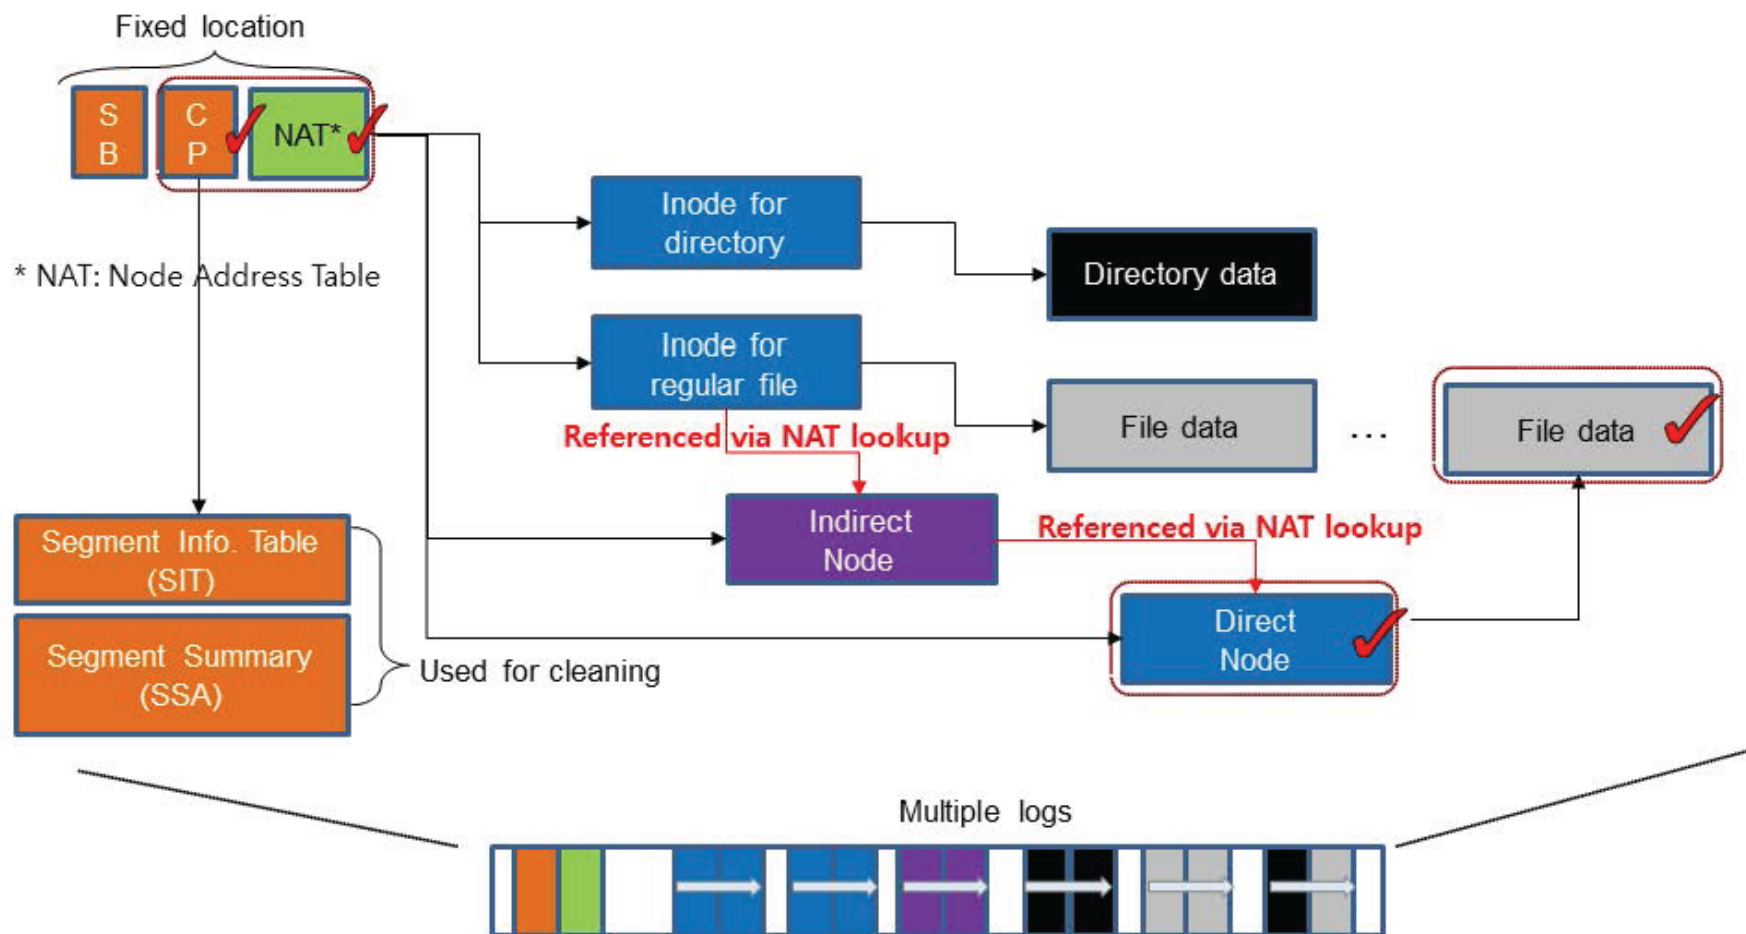 Fixed location
S
B
C
P
NAT*
* NAT: Node Address Table
Inode for
directory
Directory data
Inode for
regular file
File data
...
File data
Referenced via NAT lookup
Indirect
Node
Referenced via NAT lookup
Direct
Node
Segment Info. Table
(SIT)
Segment Summary
(SSA)
Used for cleaning
Multiple logs